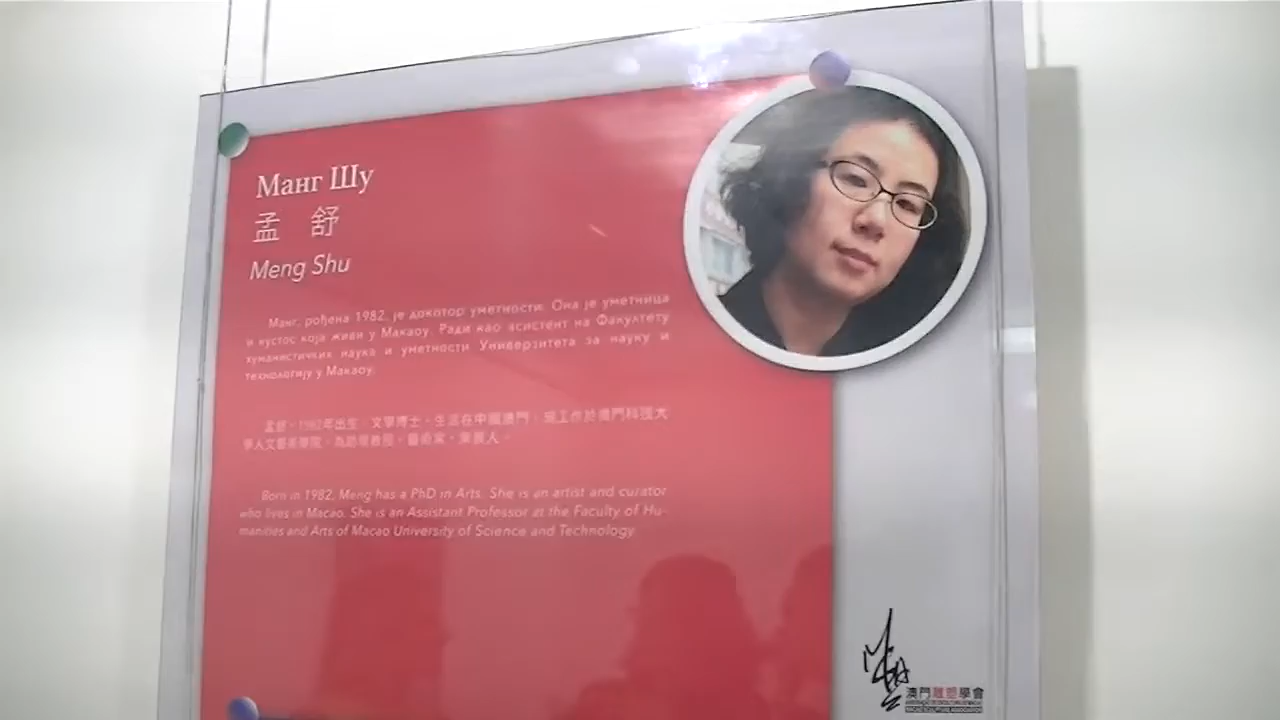 Манг Шу
孟 舒
Meng Shu
Манг, рођена 1982, је докотор уметности. Она је уметница
и кустос која живи у Макаоу. Ради као асистент на Факултету
хуманистичких наука и уметности Универзитета за науку и
технологију у Макаоу.
孟舒，1982年出生，文學博士，生活在中國澳門，現工作於澳門科技大
學人文藝術學院，為助理教授，藝術家，策展人。
Born in 1982, Meng has a PhD in Arts. She is an artist and curator
who lives in Macao. She is an Assistant Professor at the Faculty of Hu-
manities and Arts of Macao University of Science and Technology.
澳門雕塑學會